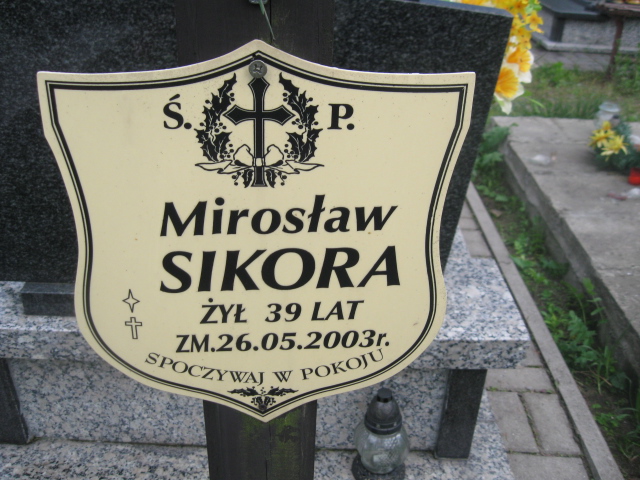 Ś. P.
Mirosław
SIKORA
ŻYŁ 39 LAT
ZM. 26.05.2003r.
SPOCZYWAJ W POKOJU